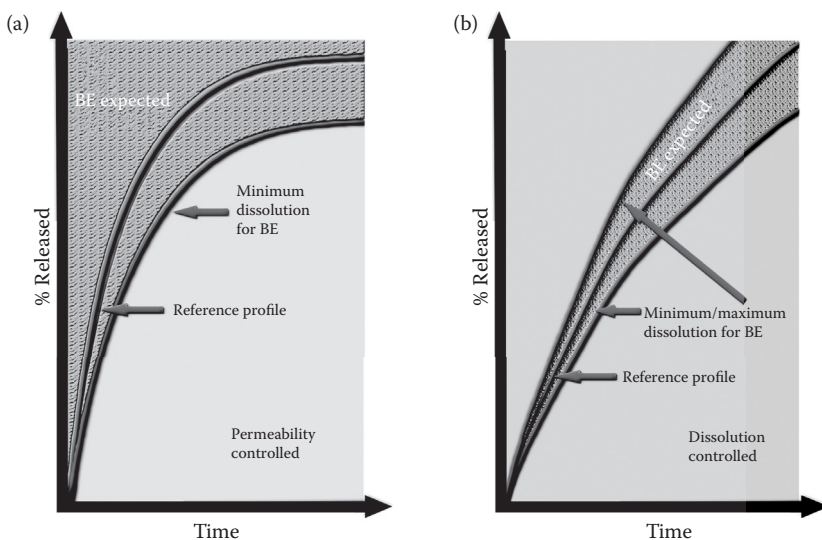 (a)
BE expected
Minimum
dissolution
for BE
Reference profile
Permeability
controlled
% Released
Time
(b)
BE expected
Minimum/maximum
dissolution for BE
Reference profile
Dissolution
controlled
% Released
Time